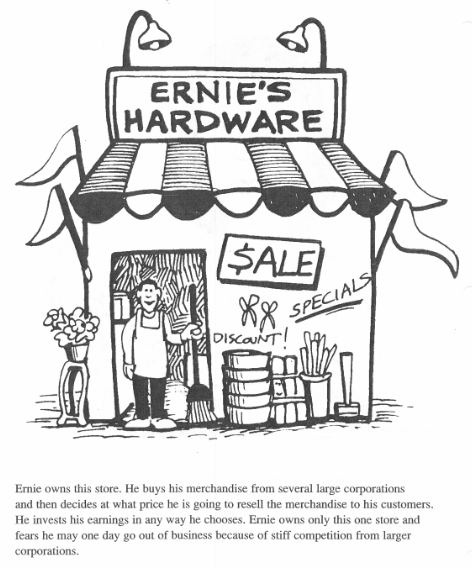 ERNIE'S
HARDWARE
$ALE
SPECIALS
DISCOUNT!
Ernie owns this store. He buys his merchandise from several large corporations
and then decides at what price he is going to resell the merchandise to his customers.
He invests his earnings in any way he chooses. Ernie owns only this one store and
fears he may one day go out of business because of stiff competition from larger
corporations.